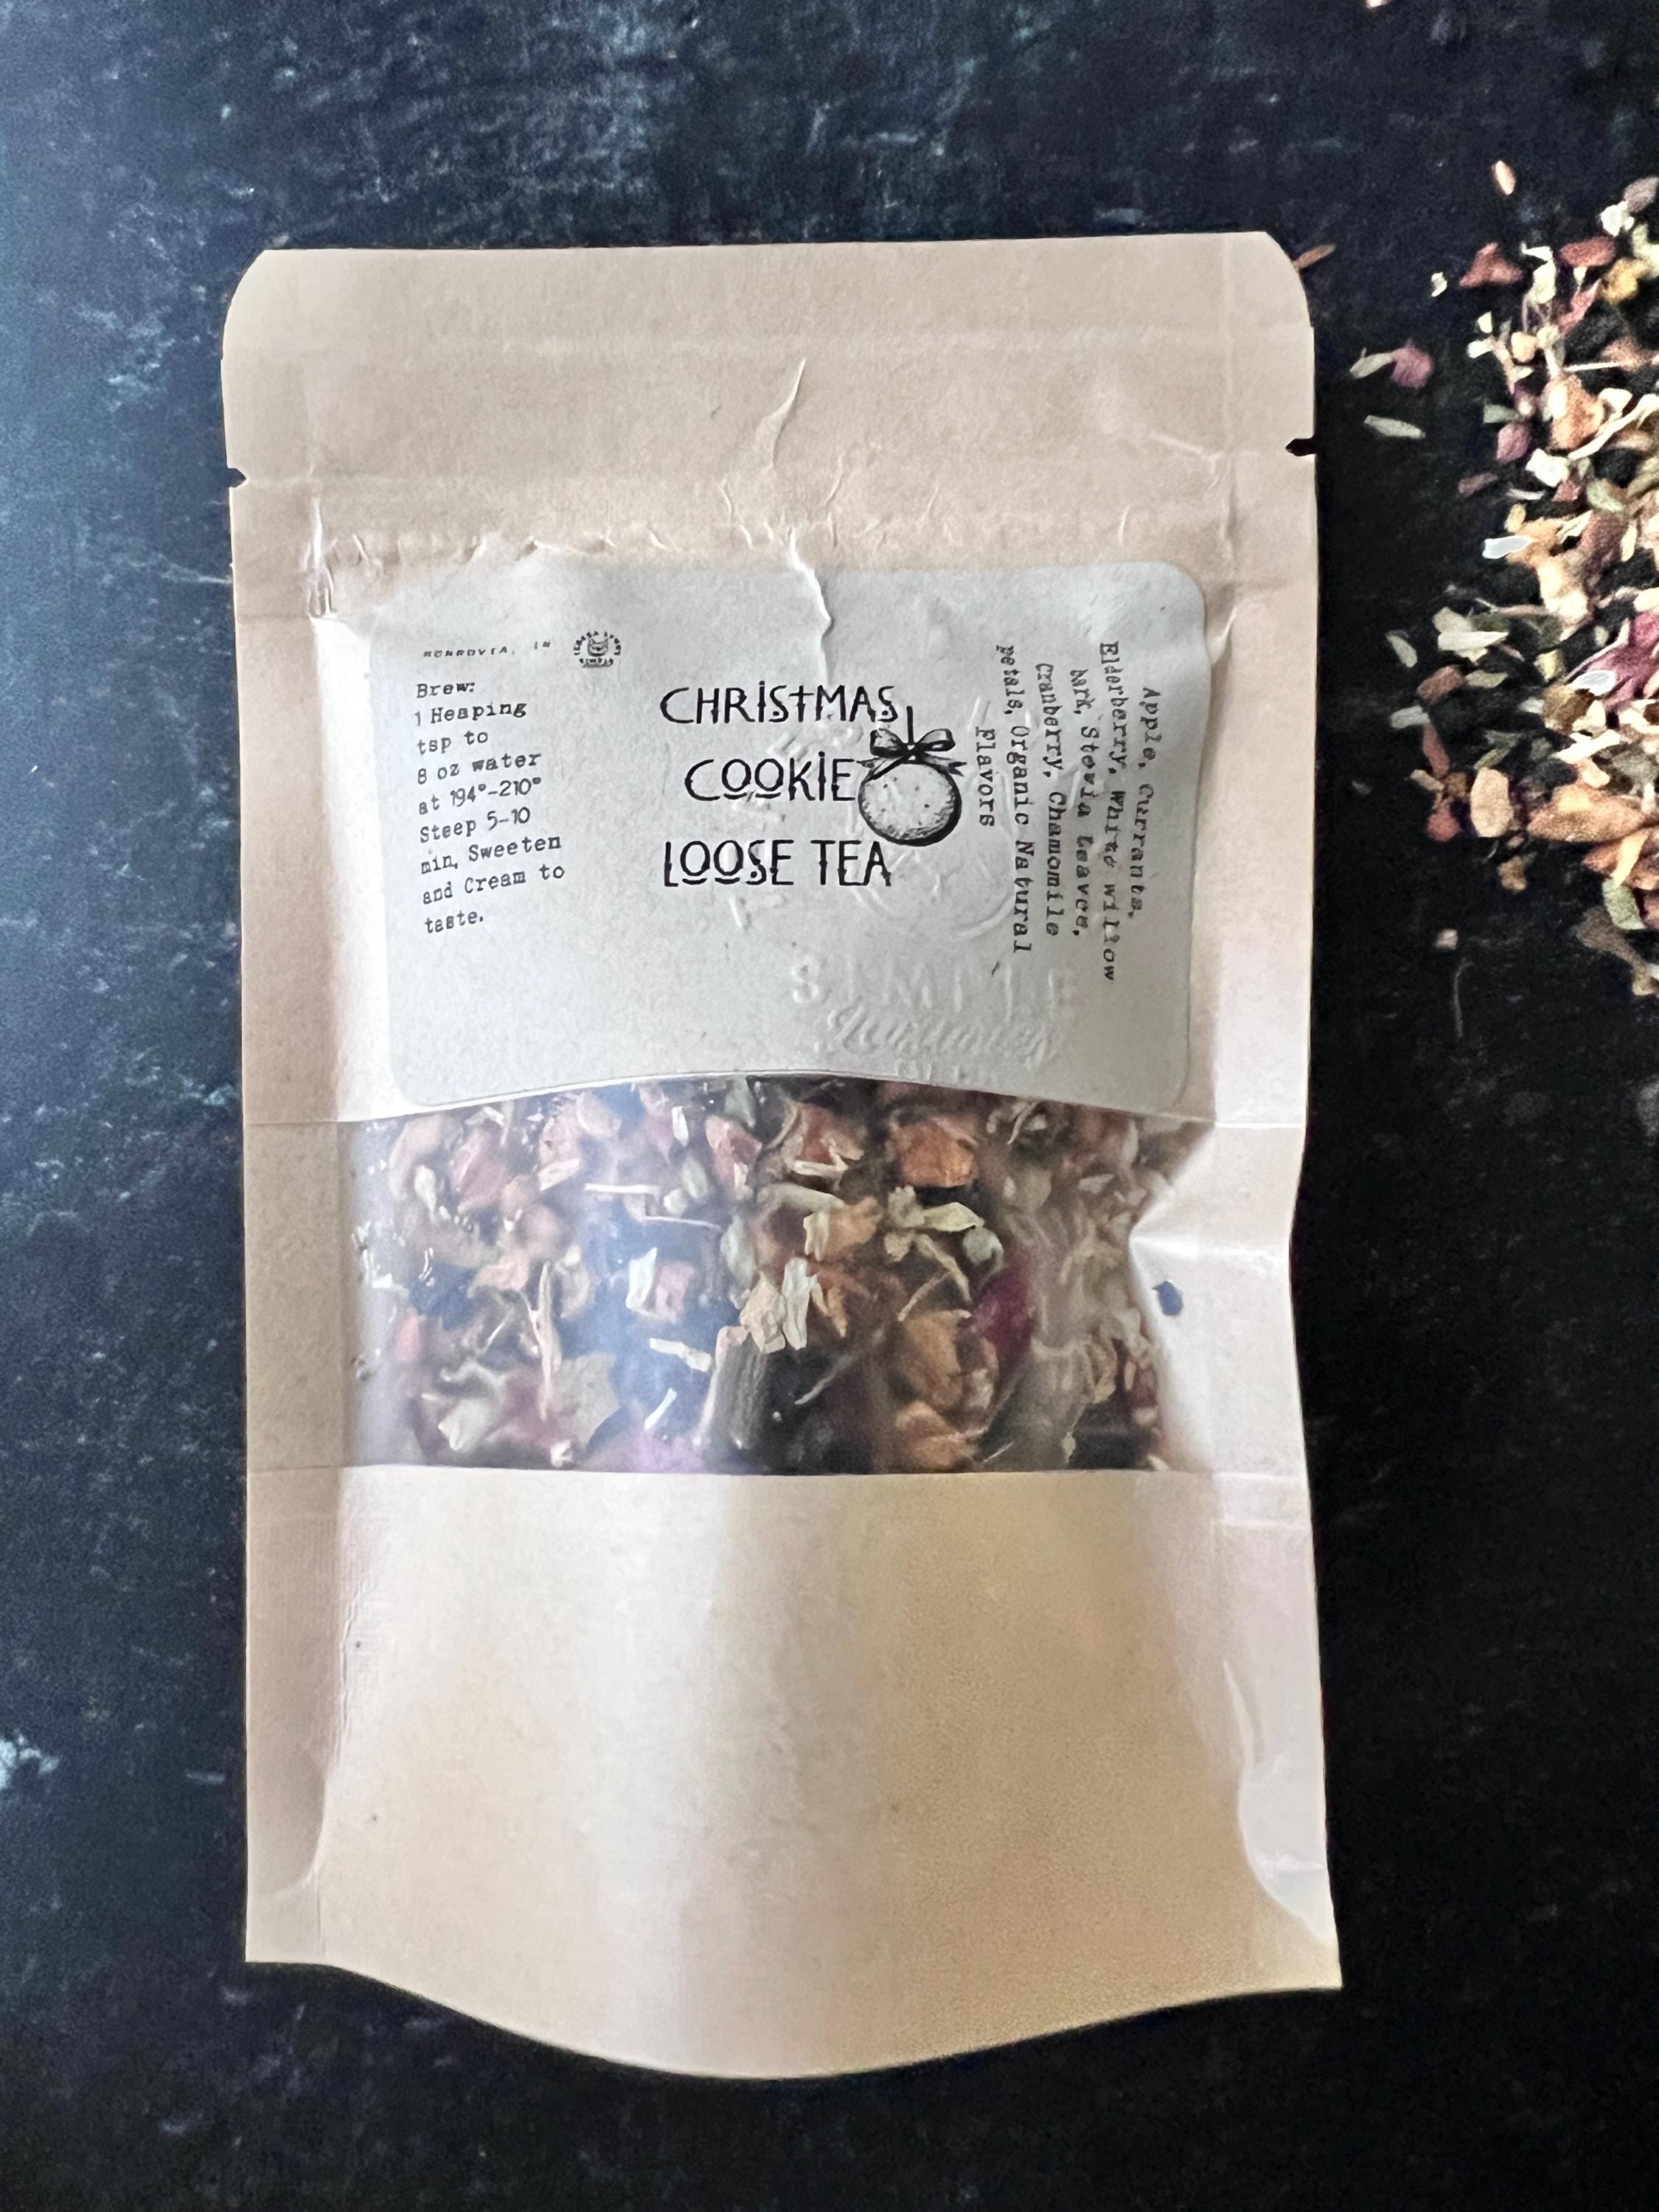 MONROVIA, IN
Brew:
1 Heaping
tsp to
8 oz water
at 194°-210°
Steep 5-10
min, Sweeten
and Cream to
taste.
CHRISTMAS
COOKIE
LOOSE TEA
Apple, Currants,
Elderberry, White willow
bark, Stevia Leaves,
Cranberry, Chamomile
petals, Organic Natural
Flavors
SIMPLE